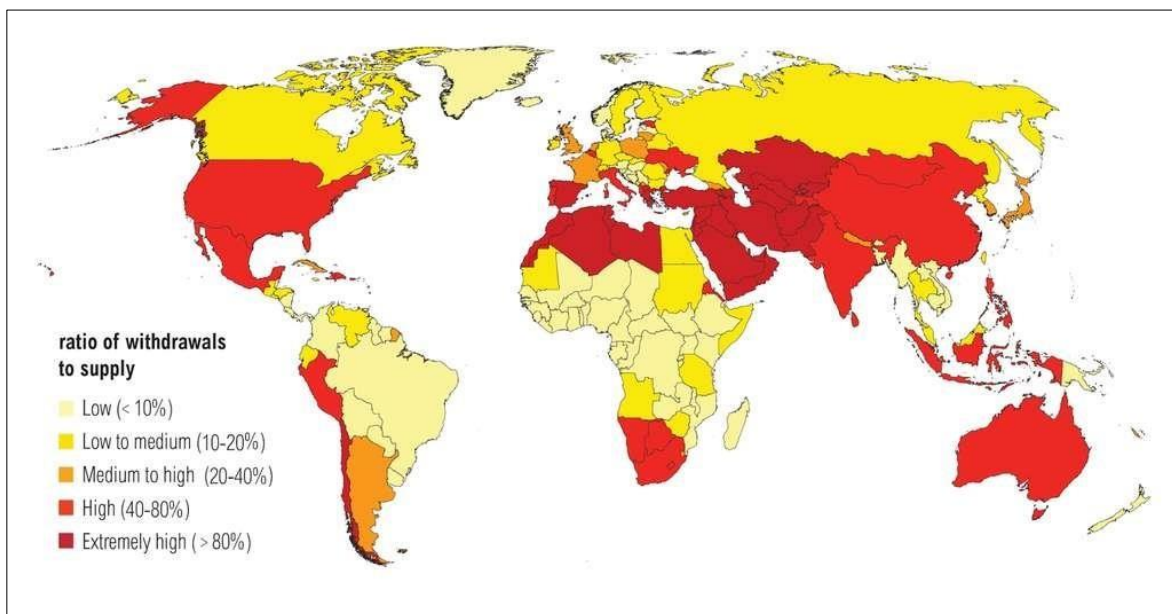 ratio of withdrawals
to supply
Low (< 10%)
Low to medium (10-20%)
Medium to high (20-40%)
High (40-80%)
Extremely high ( > 80%)